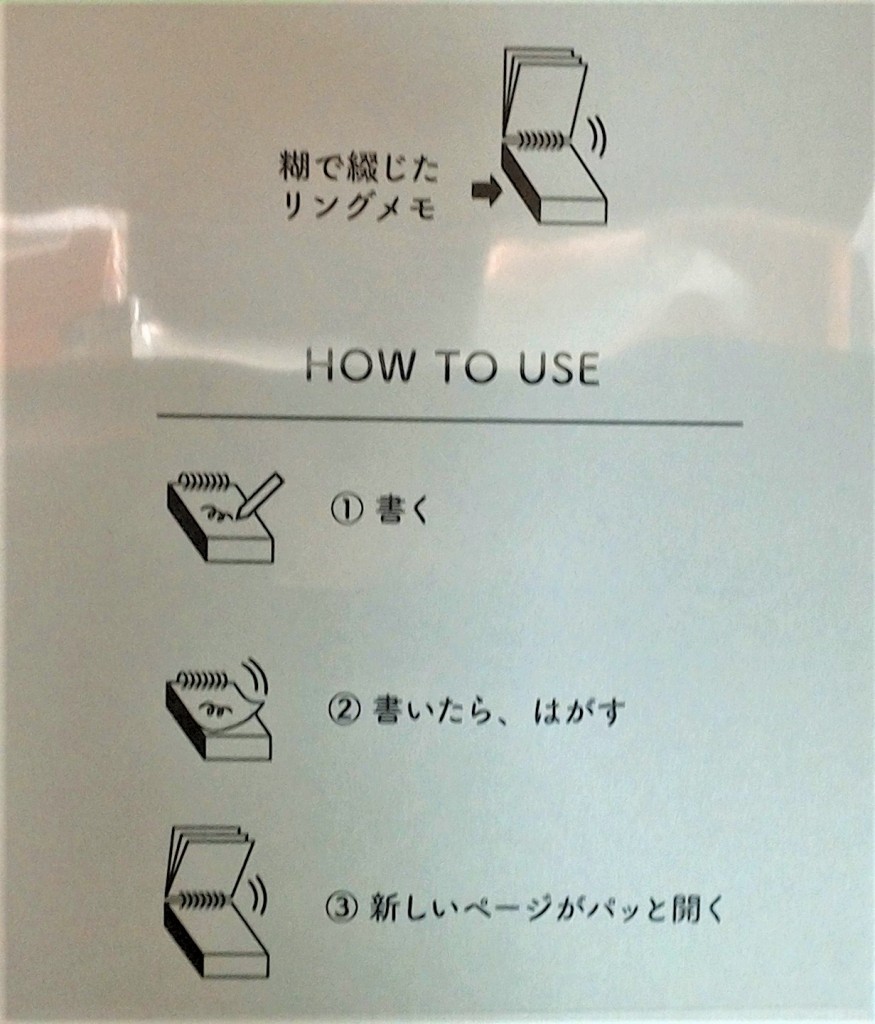 糊で綴じた
リングメモ
HOW TO USE
① 書く
② 書いたら、はがす
③ 新しいページがパッと開く